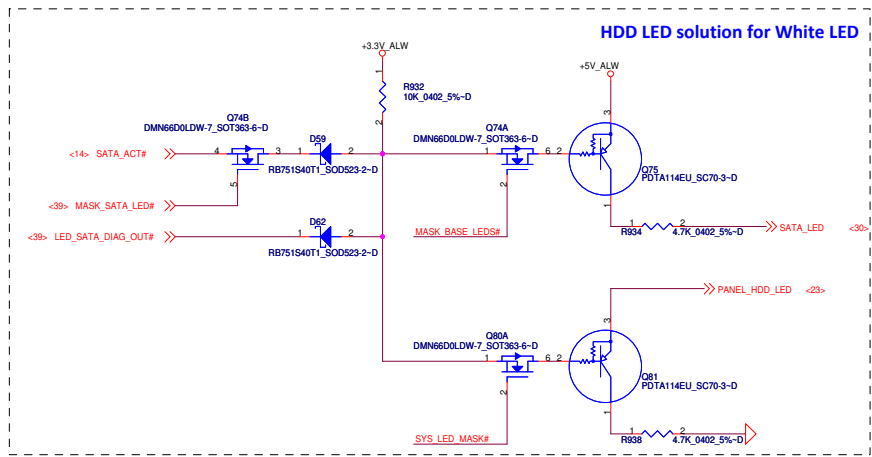 HDD LED solution for White LED
+3.3V_ALW
+5V_ALW
1
R932
10K_0402_5%~D
2
3
Q74B
DMN66D0LDW-7_SOT363-6~D
Q74A
DMN66D0LDW-7_SOT363-6~D
D59
<14> SATA_ACT#
4
3
1
2
1
6
2
RB751S40T1_SOD523-2~D
5
2
Q75
PDTA114EU_SC70-3~D
1
<39> MASK_SATA_LED#
MASK_BASE_LEDS#
D62
<39> LED_SATA_DIAG_OUT#
1
2
RB751S40T1_SOD523-2~D
1
2
R934
4.7K_0402_5%~D
SATA_LED
<30>
PANEL_HDD_LED
<23>
3
Q80A
DMN66D0LDW-7_SOT363-6~D
1
6
2
2
Q81
PDTA114EU_SC70-3~D
1
SYS_LED_MASK#
1
2
R938
4.7K_0402_5%~D